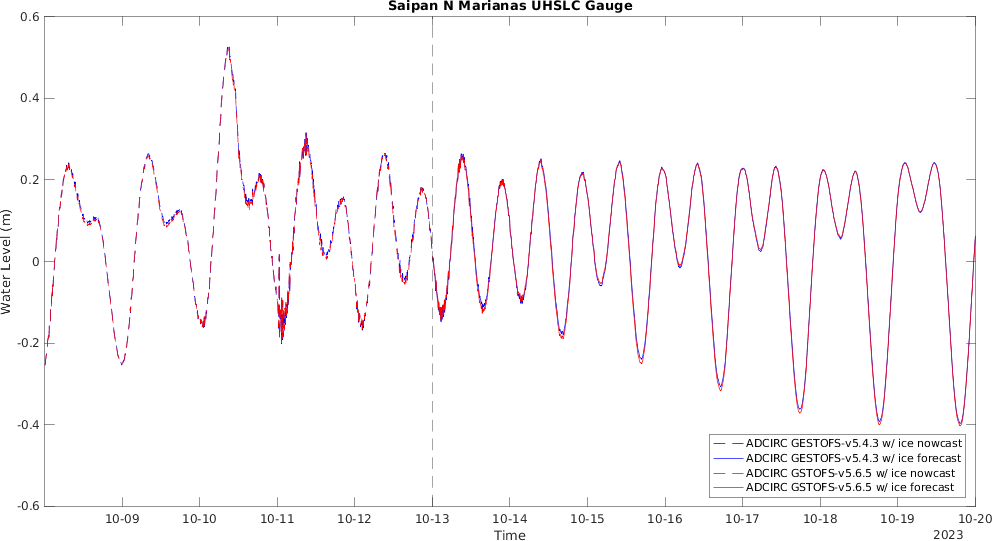 Saipan N Marianas UHSLC Gauge
0.6
0.4
0.2
0
-0.2
-0.4
-0.6
Water Level (m)
ADCIRC GESTOFS-v5.4.3 w/ ice nowcast
ADCIRC GESTOFS-v5.4.3 w/ ice forecast
ADCIRC GSTOFS-v5.6.5 w/ ice nowcast
ADCIRC GSTOFS-v5.6.5 w/ ice forecast
10-09 10-10 10-11 10-12 10-13 10-14 10-15 10-16 10-17 10-18 10-19 10-20
Time
2023